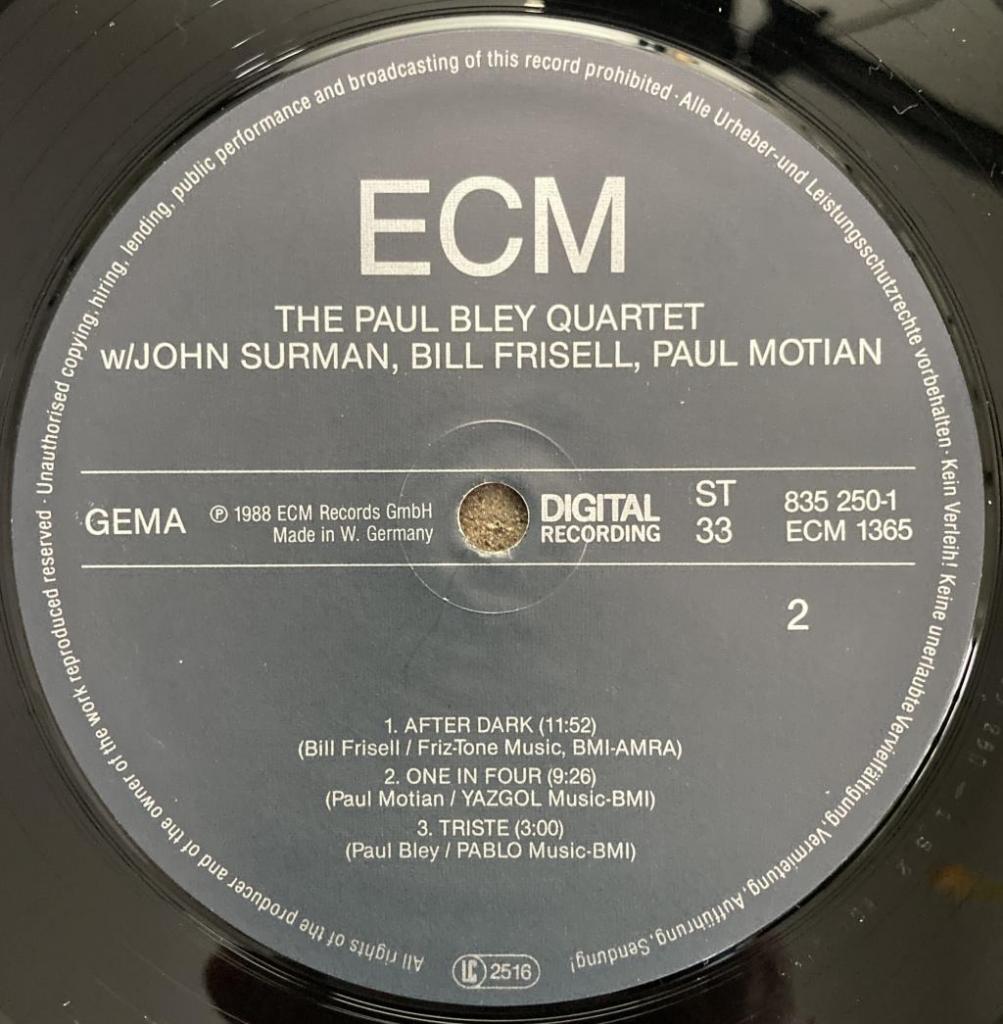 All rights of the producer and of the owner of the work reproduced reserved · Unauthorised copying, hiring, lending, public performance and broadcasting of this record prohibited · Alle Urheber-und Leistungsschutzrechte vorbehalten · Kein Verleih! Keine unerlaubte Vervielfältigung, Vermietung, Aufführung, Sendung!
ECM
THE PAUL BLEY QUARTET
w/JOHN SURMAN, BILL FRISELL, PAUL MOTIAN
GEMA
℗ 1988 ECM Records GmbH
Made in W. Germany
DIGITAL
RECORDING
ST
33
835 250-1
ECM 1365
2
1. AFTER DARK (11:52)
(Bill Frisell / Friz-Tone Music, BMI-AMRA)
2. ONE IN FOUR (9:26)
(Paul Motian / YAZGOL Music-BMI)
3. TRISTE (3:00)
(Paul Bley / PABLO Music-BMI)
LC 2516